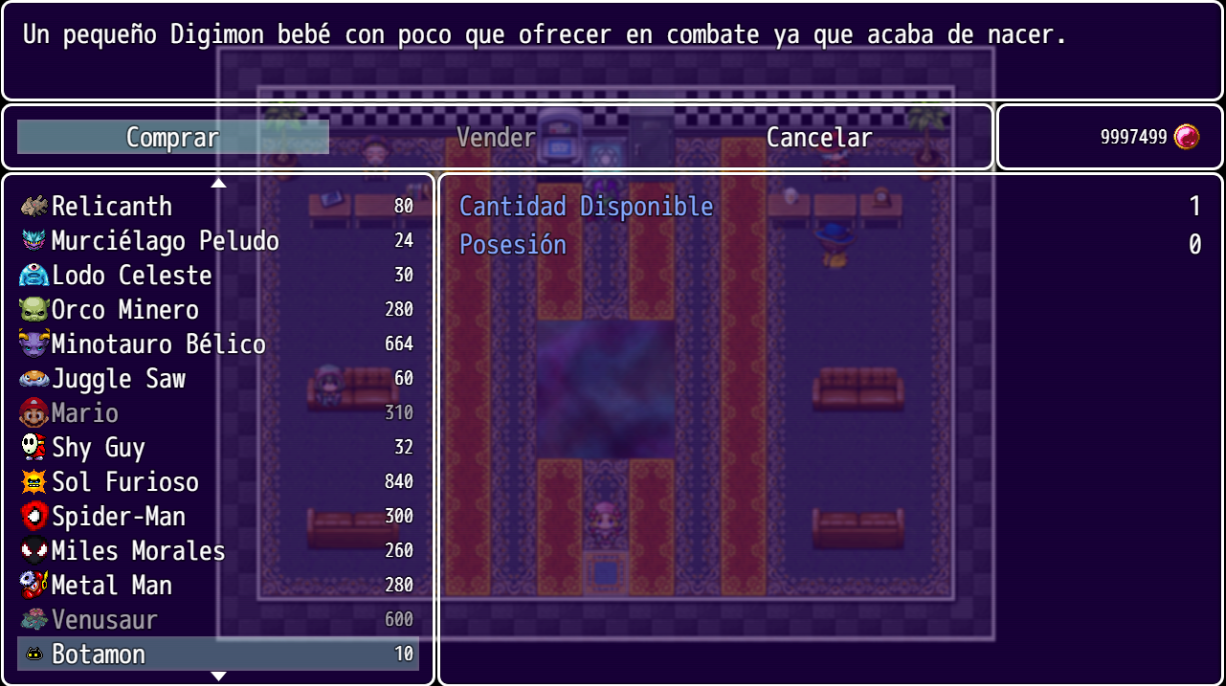 Un pequeño Digimon bebé con poco que ofrecer en combate ya que acaba de nacer.
Comprar Vender Cancelar 9997499
Relicanth 80
Murciélago Peludo 24
Lodo Celeste 30
Orco Minero 280
Minotauro Bélico 664
Juggle Saw 60
Mario 310
Shy Guy 32
Sol Furioso 840
Spider-Man 300
Miles Morales 260
Metal Man 280
Venusaur 600
Botamon 10
Cantidad Disponible 1
Posesión 0